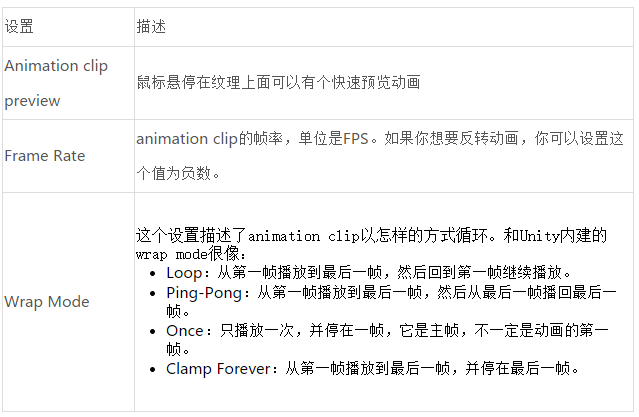 设置 描述
Animation clip preview
鼠标悬停在纹理上面可以有个快速预览动画
Frame Rate
animation clip的帧率，单位是FPS。如果你想要反转动画，你可以设置这
个值为负数。
Wrap Mode
这个设置描述了animation clip以怎样的方式循环。和Unity内建的
wrap mode很像：
• Loop：从第一帧播放到最后一帧，然后回到第一帧继续播放。
• Ping-Pong：从第一帧播放到最后一帧，然后从最后一帧播回最后一
帧。
• Once：只播放一次，并停在一帧，它是主帧，不一定是动画的第一
帧。
• Clamp Forever：从第一帧播放到最后一帧，并停在最后一帧。